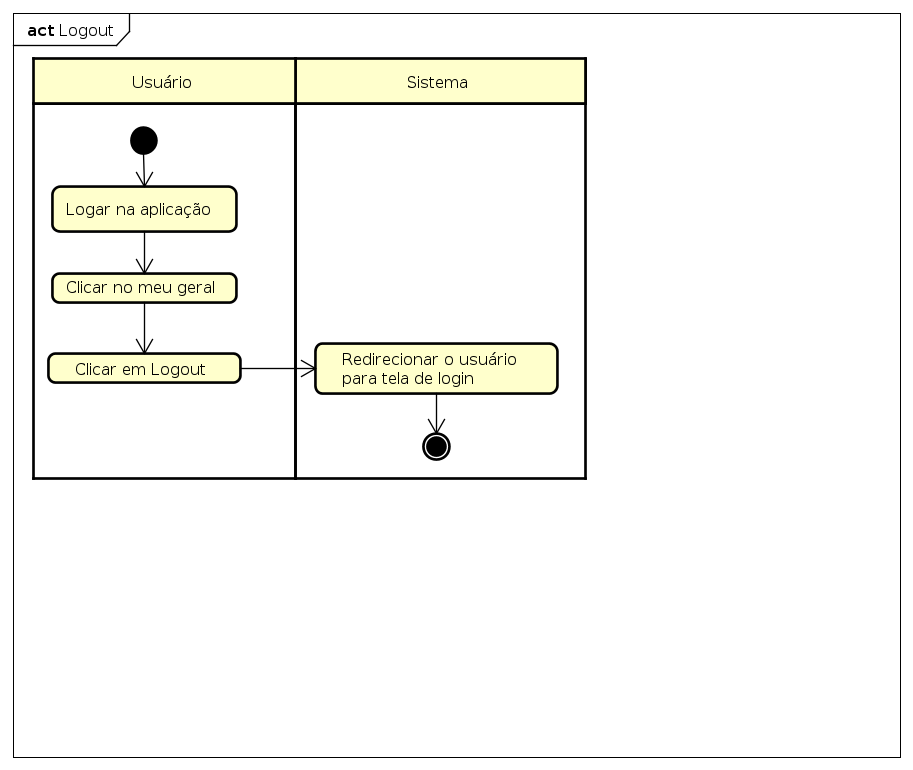 act Logout
Usuário
Sistema
Logar na aplicação
Clicar no meu geral
Clicar em Logout
Redirecionar o usuário
para tela de login